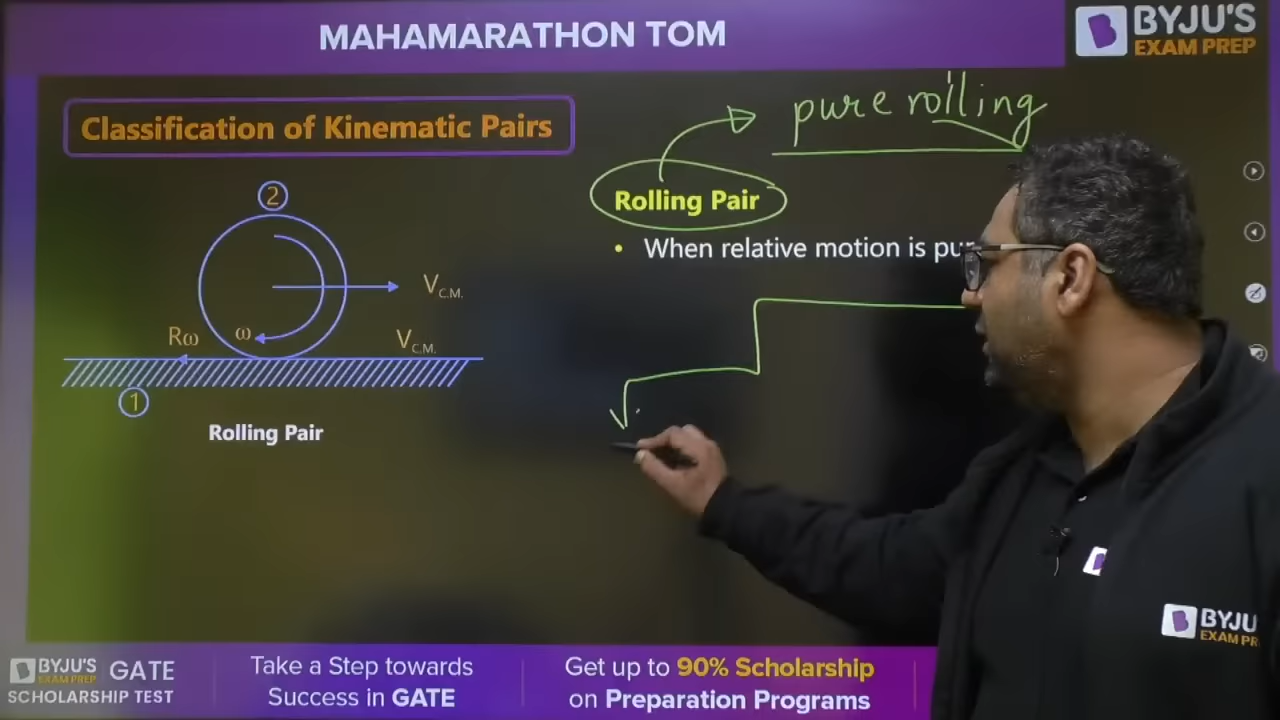 MAHAMARATHON TOM
BYJU'S
EXAM PREP
pure rolling
Classification of Kinematic Pairs
2
Rolling Pair
• When relative motion is pur
V C.M.
Rω
ω
V C.M.
1
Rolling Pair
BYJU
EXAM PR
BYJU'S
EXAM PREP
GATE
SCHOLARSHIP TEST
Take a Step towards
Success in GATE
Get up to 90% Scholarship
on Preparation Programs